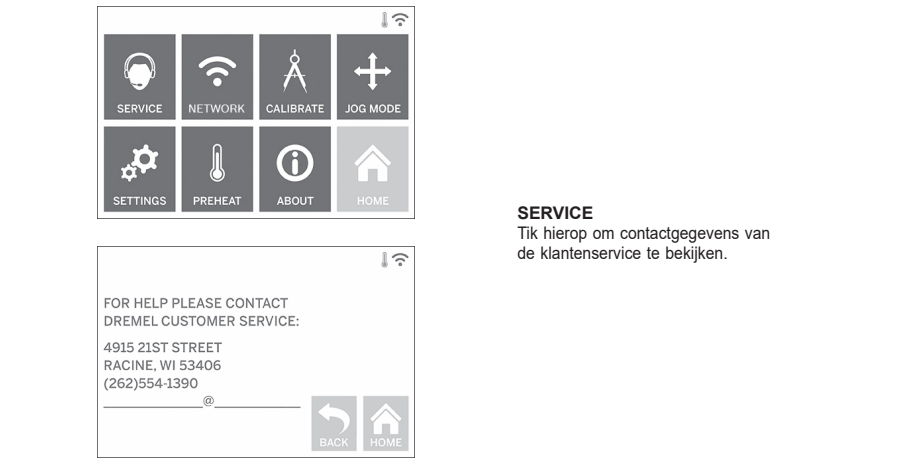 SERVICE
NETWORK
CALIBRATE
JOG MODE
SETTINGS
PREHEAT
ABOUT
HOME
FOR HELP PLEASE CONTACT
DREMEL CUSTOMER SERVICE:
4915 21ST STREET
RACINE, WI 53406
(262)554-1390
@
BACK
HOME
SERVICE
Tik hierop om contactgegevens van
de klantenservice te bekijken.